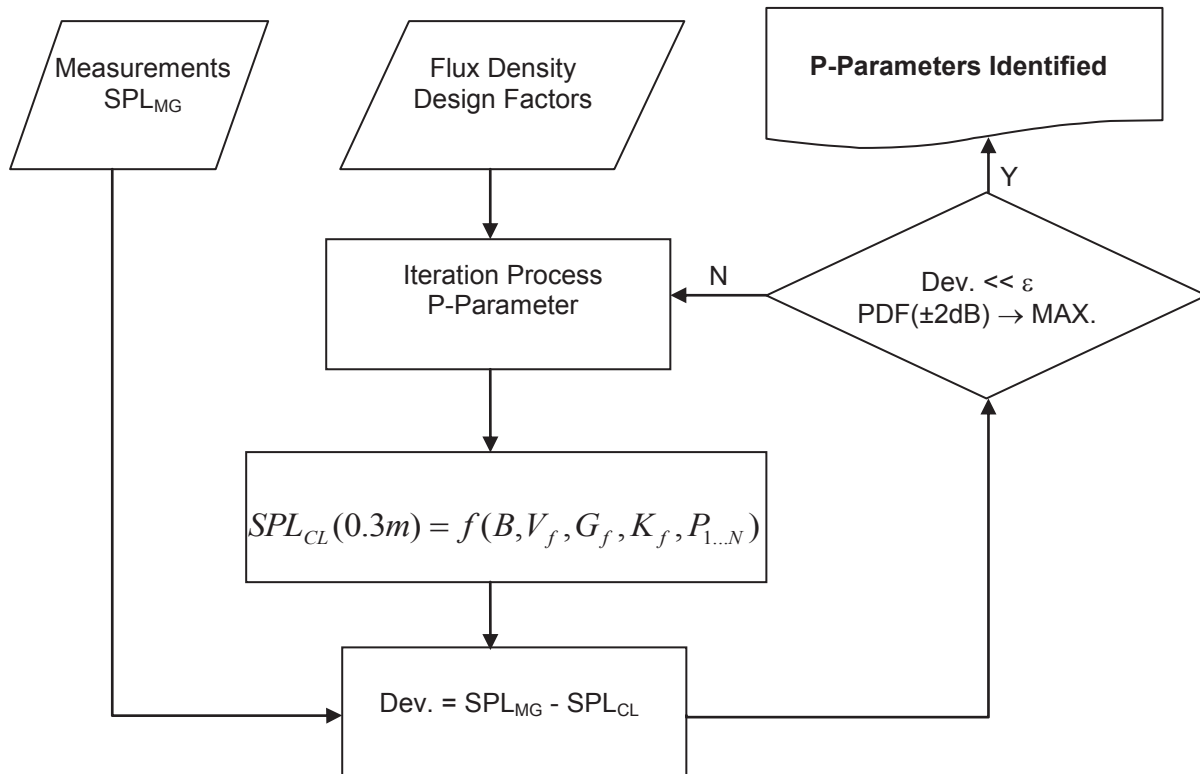 Measurements
SPL_MG
Flux Density
Design Factors
P-Parameters Identified
Y
N
Iteration Process
P-Parameter
Dev. << ε
PDF(±2dB) → MAX.
SPL_CL(0.3m) = f(B, V_f, G_f, K_f, P_1...N)
Dev. = SPL_MG - SPL_CL